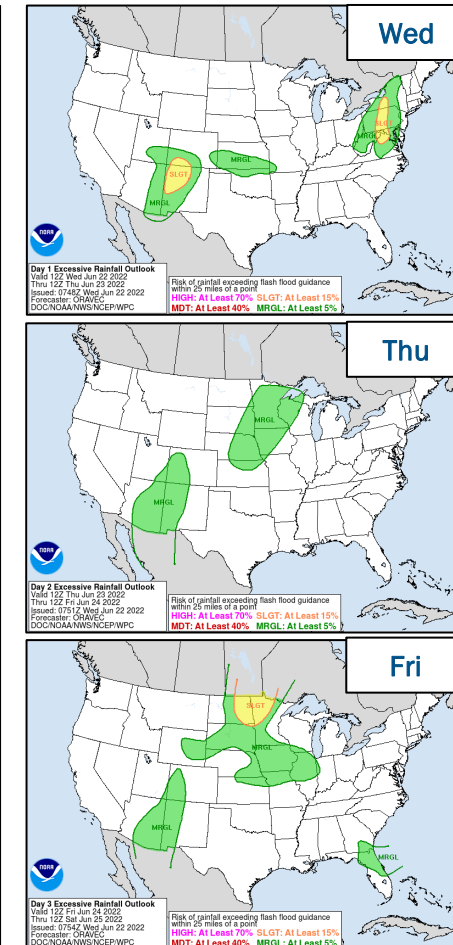 Wed
SLGT
MRGL
MRGL
SLGT
MRGL
NOAA
Day 1 Excessive Rainfall Outlook
Valid 12Z Wed Jun 22 2022
Thru 12Z Thu Jun 23 2022
Issued: 0748Z Wed Jun 22 2022
Forecaster: ORAVEC
DOC/NOAA/NWS/NCEP/WPC
Risk of rainfall exceeding flash flood guidance
within 25 miles of a point
HIGH: At Least 70% SLGT: At Least 15%
MDT: At Least 40% MRGL: At Least 5%
Thu
MRGL
MRGL
NOAA
Day 2 Excessive Rainfall Outlook
Valid 12Z Thu Jun 23 2022
Thru 12Z Fri Jun 24 2022
Issued: 0751Z Wed Jun 22 2022
Forecaster: ORAVEC
DOC/NOAA/NWS/NCEP/WPC
Risk of rainfall exceeding flash flood guidance
within 25 miles of a point
HIGH: At Least 70% SLGT: At Least 15%
MDT: At Least 40% MRGL: At Least 5%
Fri
SLGT
MRGL
MRGL
MRGL
NOAA
Day 3 Excessive Rainfall Outlook
Valid 12Z Fri Jun 24 2022
Thru 12Z Sat Jun 25 2022
Issued: 0754Z Wed Jun 22 2022
Forecaster: ORAVEC
DOC/NOAA/NWS/NCEP/WPC
Risk of rainfall exceeding flash flood guidance
within 25 miles of a point
HIGH: At Least 70% SLGT: At Least 15%
MDT: At Least 40% MRGL: At Least 5%